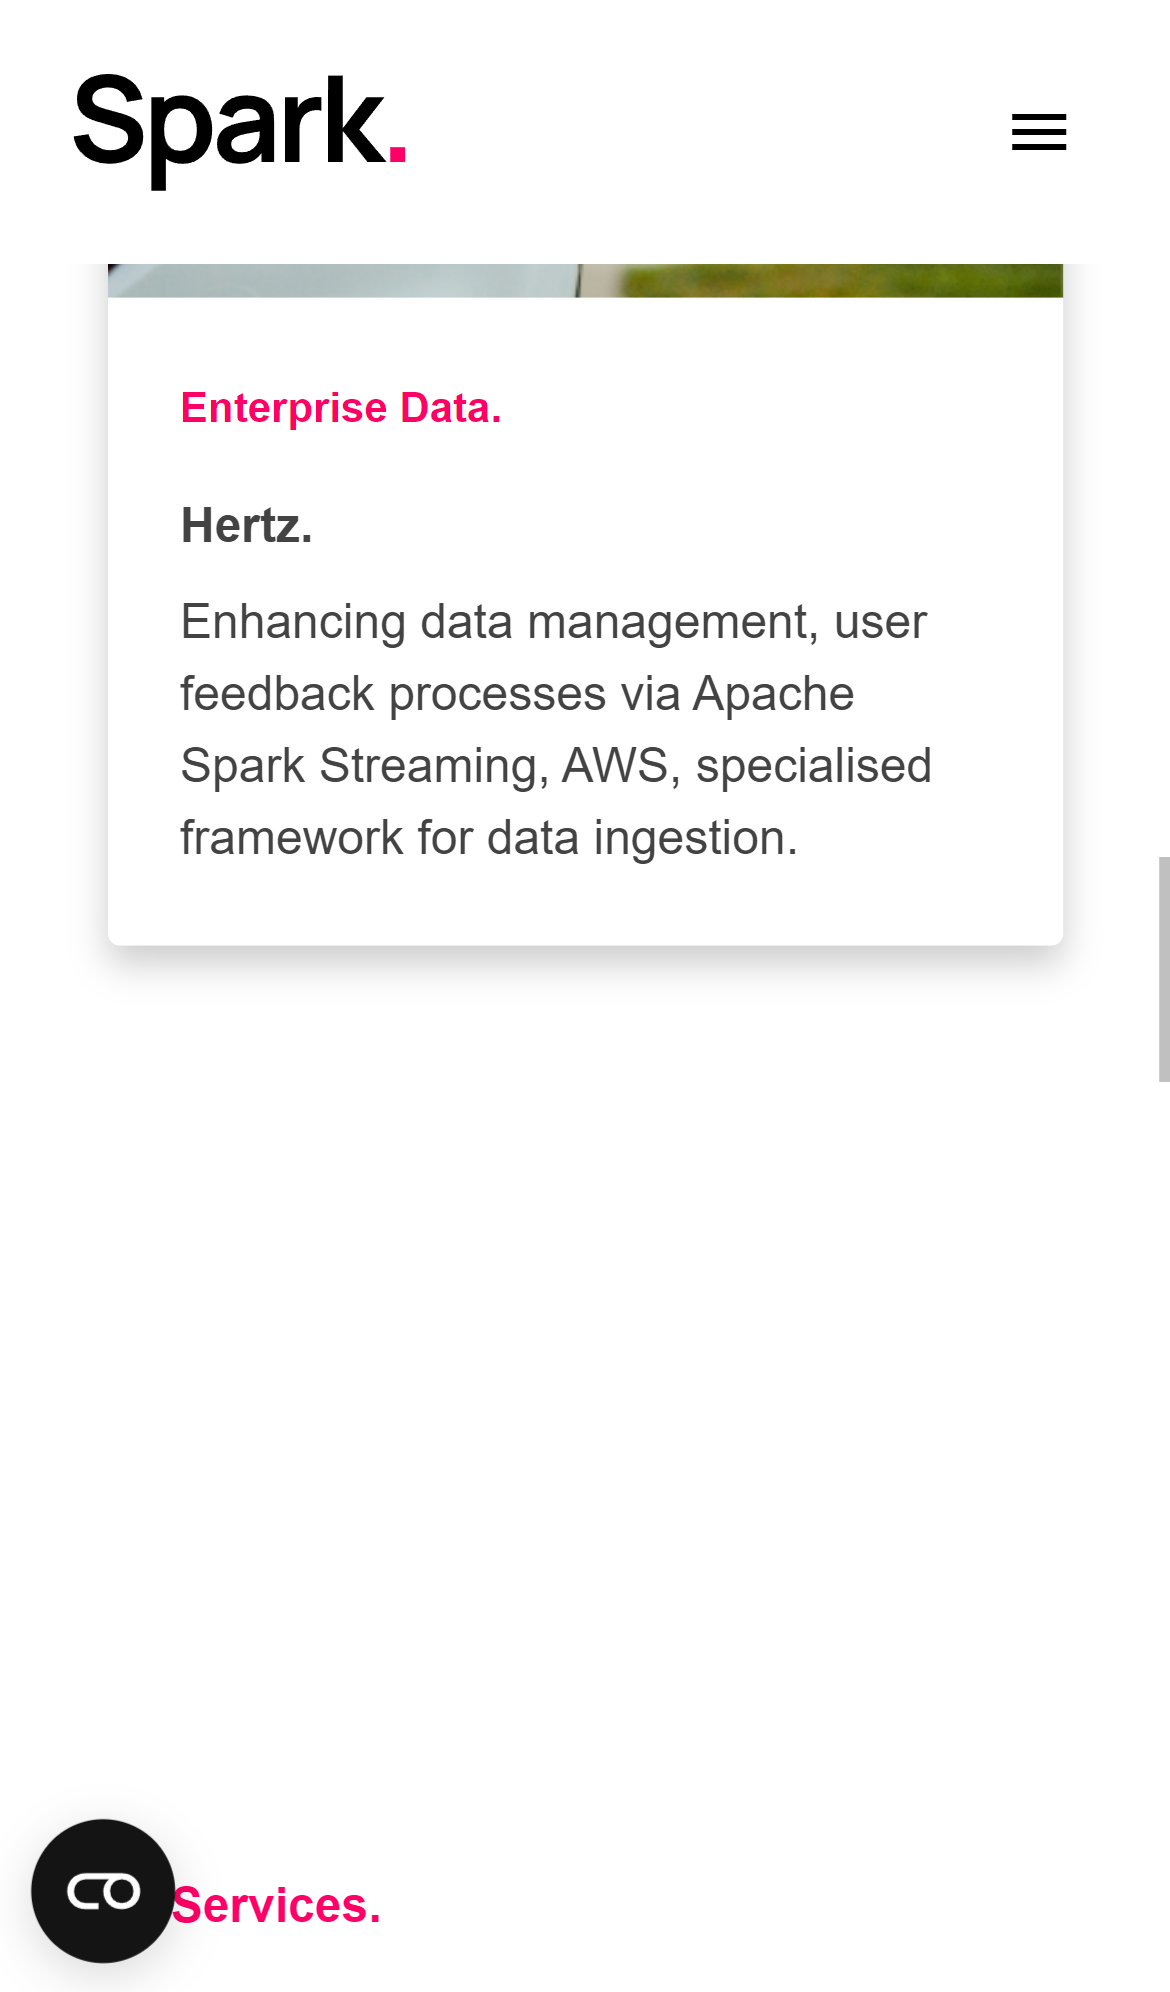 Spark.
Enterprise Data.
Hertz.
Enhancing data management, user
feedback processes via Apache
Spark Streaming, AWS, specialised
framework for data ingestion.
Services.